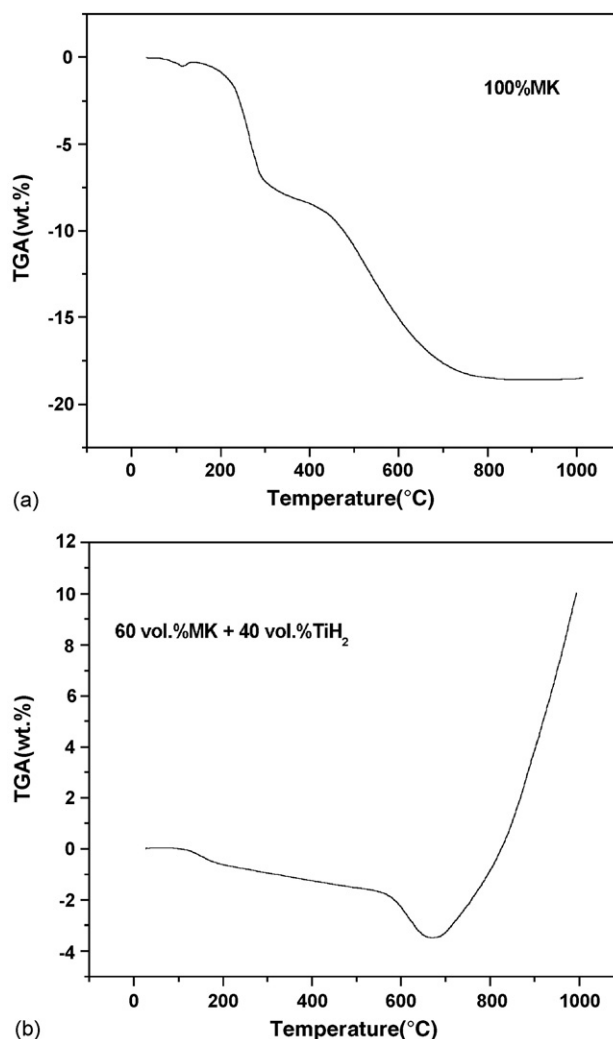 0
-5
-10
-15
-20
TGA(wt.%)
100%MK
0 200 400 600 800 1000
Temperature(°C)
(a)
12
10
8
6
4
2
0
-2
-4
TGA(wt.%)
60 vol.%MK + 40 vol.%TiH₂
0 200 400 600 800 1000
Temperature(°C)
(b)